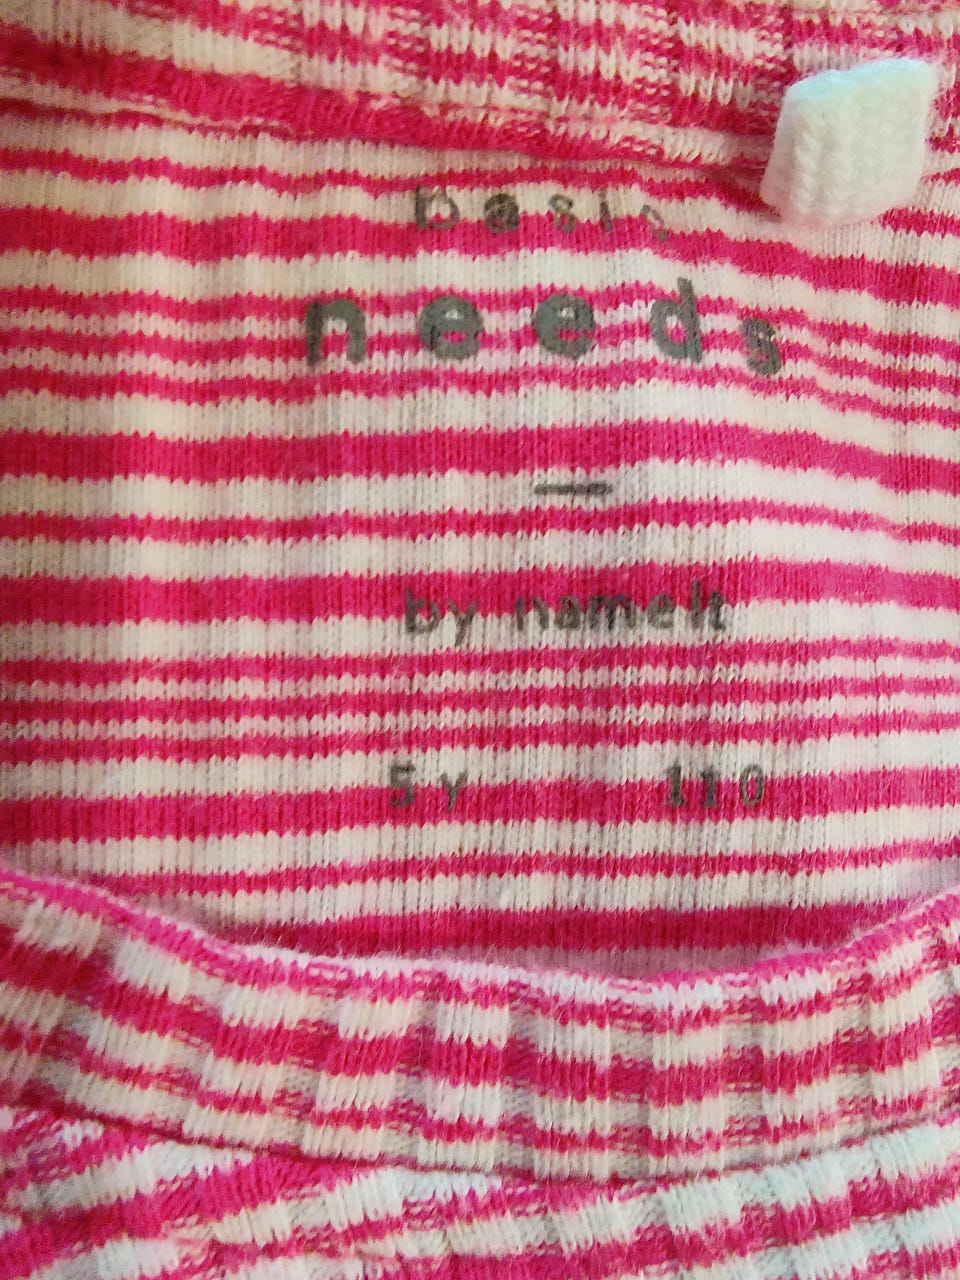 basic
needs
—
by name it
5y 110